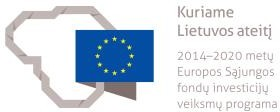 Kuriame
Lietuvos ateitį
2014–2020 metų
Europos Sąjungos
fondų investicijų
veiksmų programa